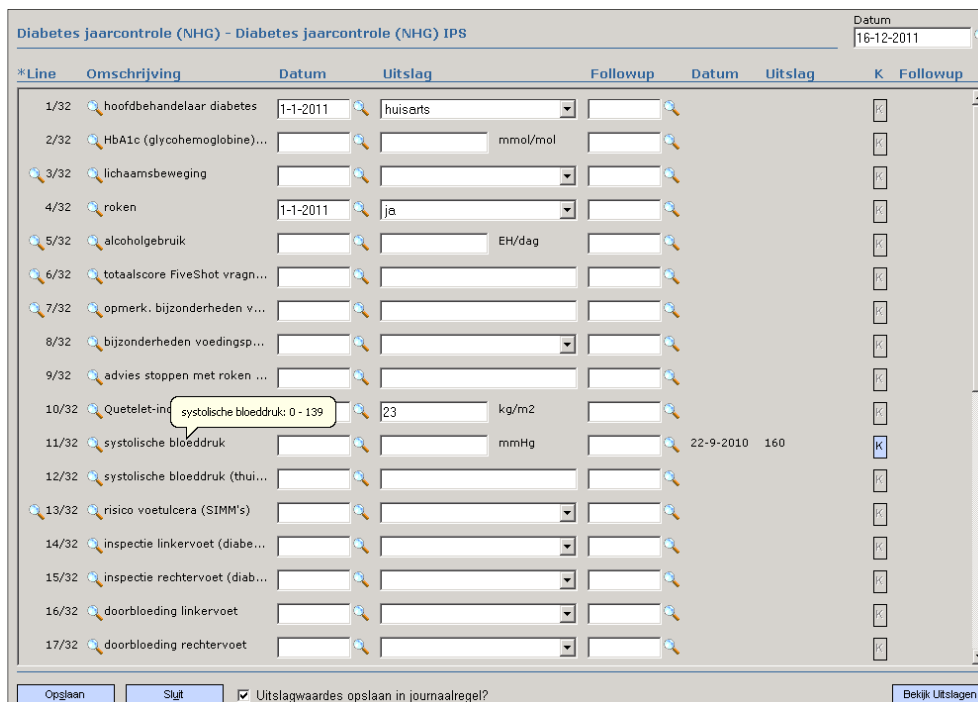 Datum
Diabetes jaarcontrole (NHG) - Diabetes jaarcontrole (NHG) IPS
16-12-2011
*Line Omschrijving Datum Uitslag Followup Datum Uitslag K Followup
1/32 hoofdbehandelaar diabetes 1-1-2011 huisarts K
2/32 HbA1c (glycohemoglobine)... mmol/mol K
3/32 lichaamsbeweging K
4/32 roken 1-1-2011 ja K
5/32 alcoholgebruik EH/dag K
6/32 totaalscore FiveShot vragn... K
7/32 opmerk. bijzonderheden v... K
8/32 bijzonderheden voedingsp... K
9/32 advies stoppen met roken ... K
10/32 Quetelet-ind 23 kg/m2 K
systolische bloeddruk: 0 - 139
11/32 systolische bloeddruk mmHg 22-9-2010 160 K
12/32 systolische bloeddruk (thui... K
13/32 risico voetulcera (SIMM's) K
14/32 inspectie linkervoet (diabe... K
15/32 inspectie rechtervoet (diab... K
16/32 doorbloeding linkervoet K
17/32 doorbloeding rechtervoet K
Opslaan Sluit Uitslagwaardes opslaan in journaalregel? Bekijk Uitslagen